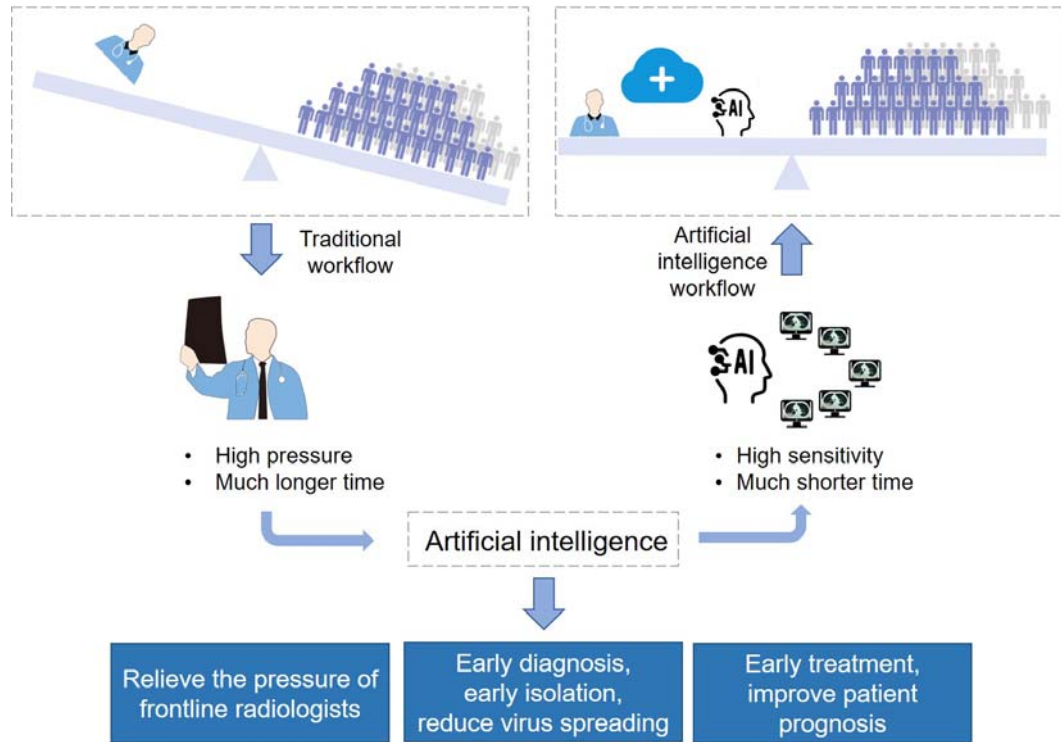 AI
Traditional
workflow
Artificial
intelligence
workflow
AI
• High pressure
• Much longer time
• High sensitivity
• Much shorter time
Artificial intelligence
Relieve the pressure of
frontline radiologists
Early diagnosis,
early isolation,
reduce virus spreading
Early treatment,
improve patient
prognosis